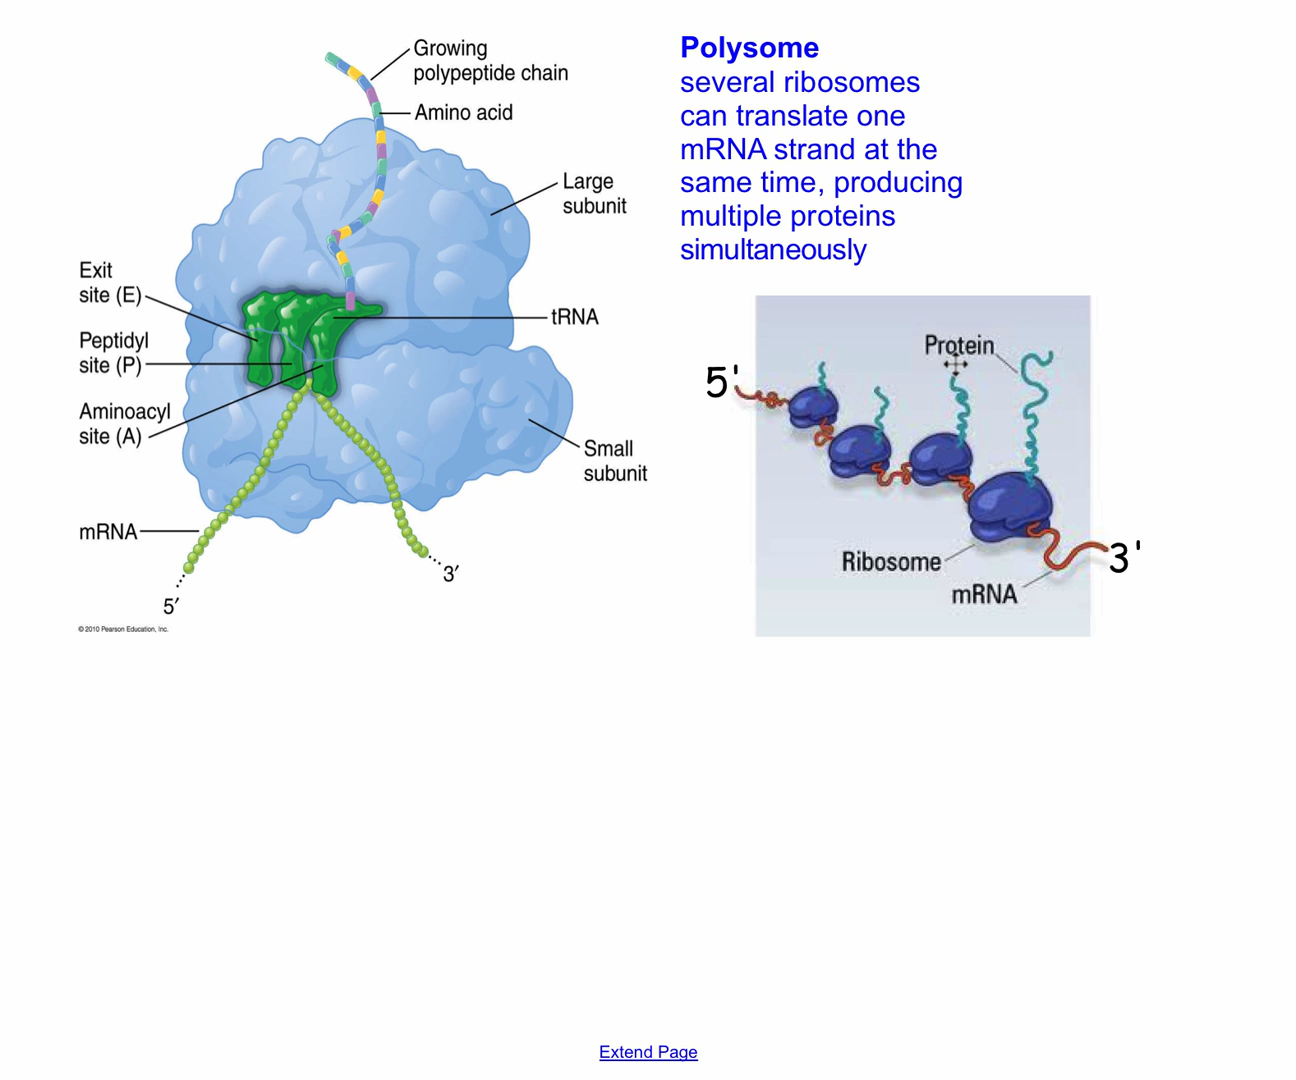 Growing
polypeptide chain
Amino acid
Large
subunit
Exit
site (E)
tRNA
Peptidyl
site (P)
Aminoacyl
site (A)
Small
subunit
mRNA
3′
5′
© 2010 Pearson Education, Inc.
Polysome
several ribosomes
can translate one
mRNA strand at the
same time, producing
multiple proteins
simultaneously
Protein
5'
Ribosome
3'
mRNA
Extend Page